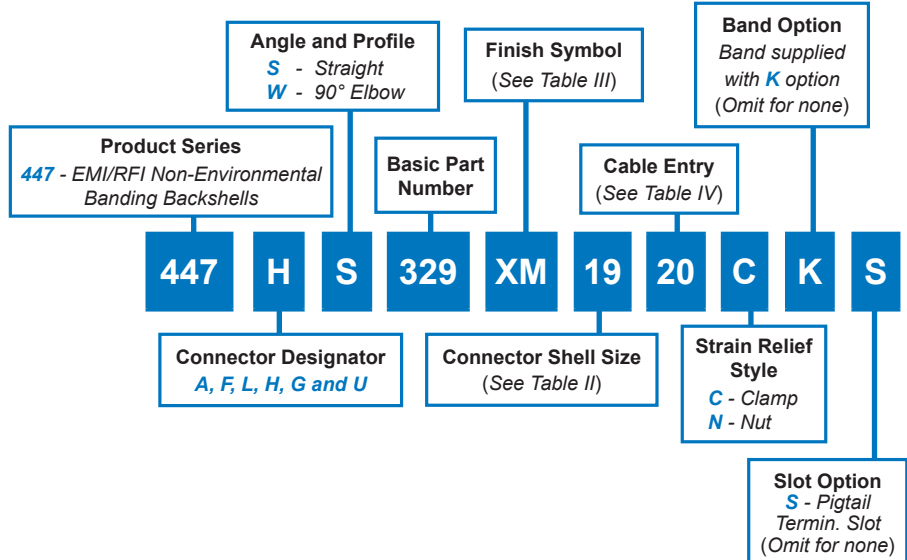 Angle and Profile
S - Straight
W - 90° Elbow
Finish Symbol
(See Table III)
Band Option
Band supplied
with K option
(Omit for none)
Product Series
447 - EMI/RFI Non-Environmental
Banding Backshells
Basic Part
Number
Cable Entry
(See Table IV)
447 H S 329 XM 19 20 C K S
Connector Designator
A, F, L, H, G and U
Connector Shell Size
(See Table II)
Strain Relief
Style
C - Clamp
N - Nut
Slot Option
S - Pigtail
Termin. Slot
(Omit for none)